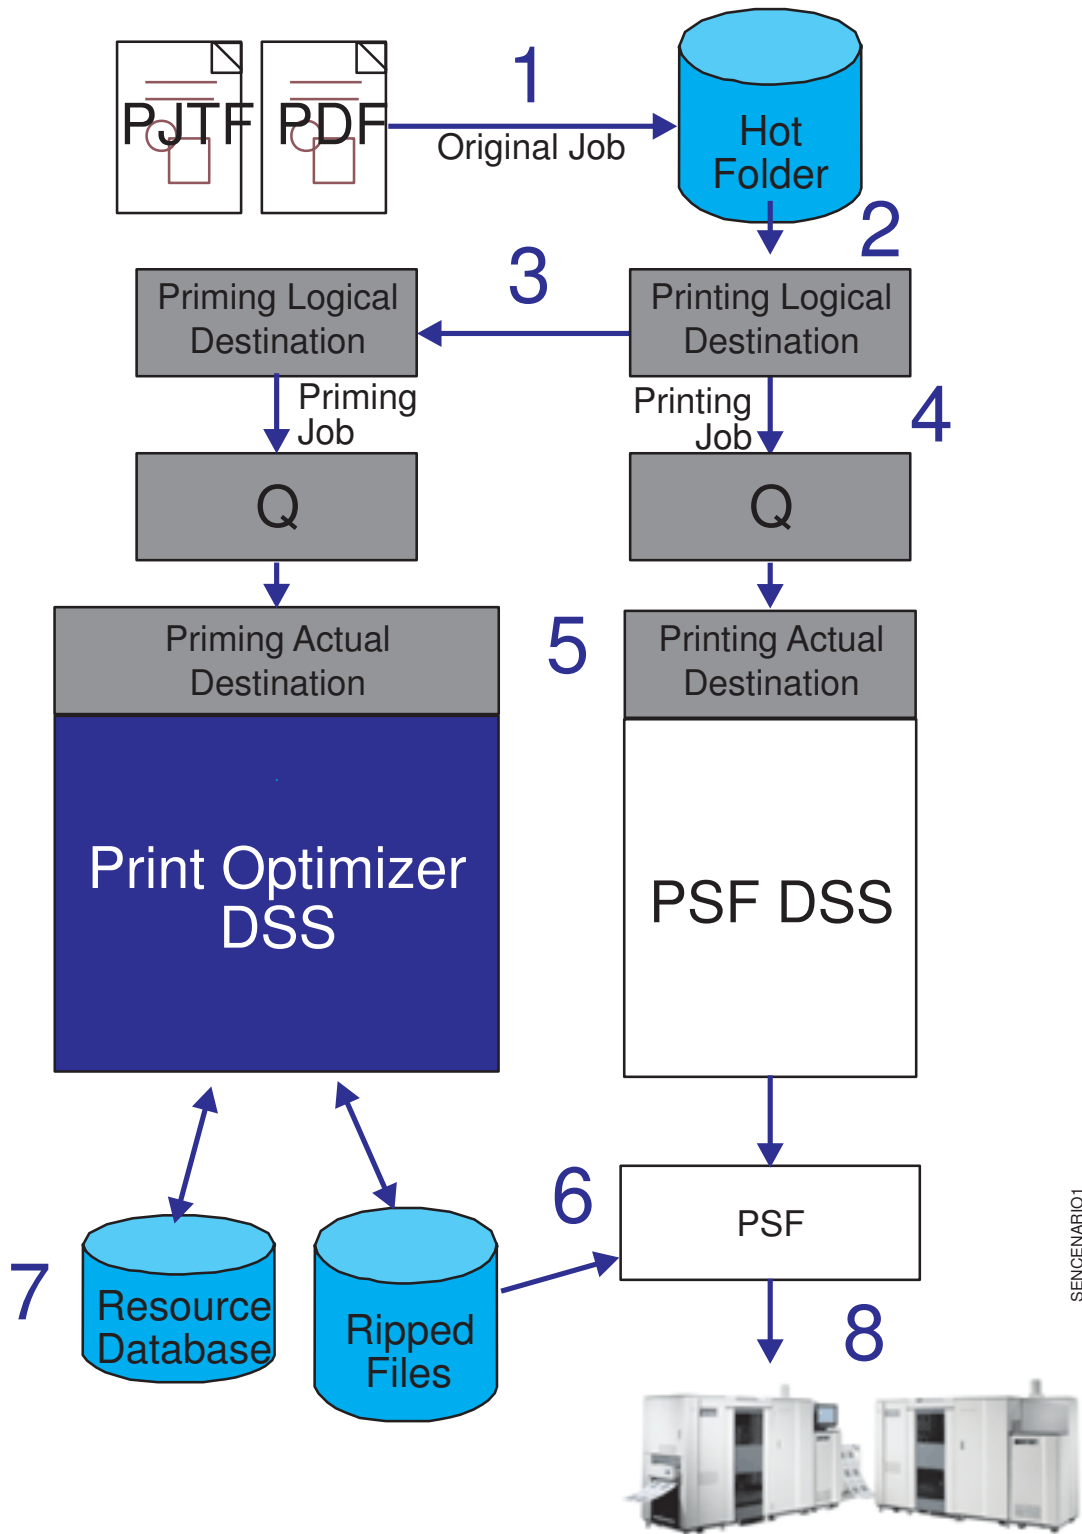 PJTF
PDF
1
Original Job
Hot
Folder
2
3
Priming Logical
Destination
Printing Logical
Destination
Priming
Job
Printing
Job
4
Q
Q
Priming Actual
Destination
5
Printing Actual
Destination
Print Optimizer
DSS
PSF DSS
6
PSF
7
Resource
Database
Ripped
Files
8
SENCENARIO1